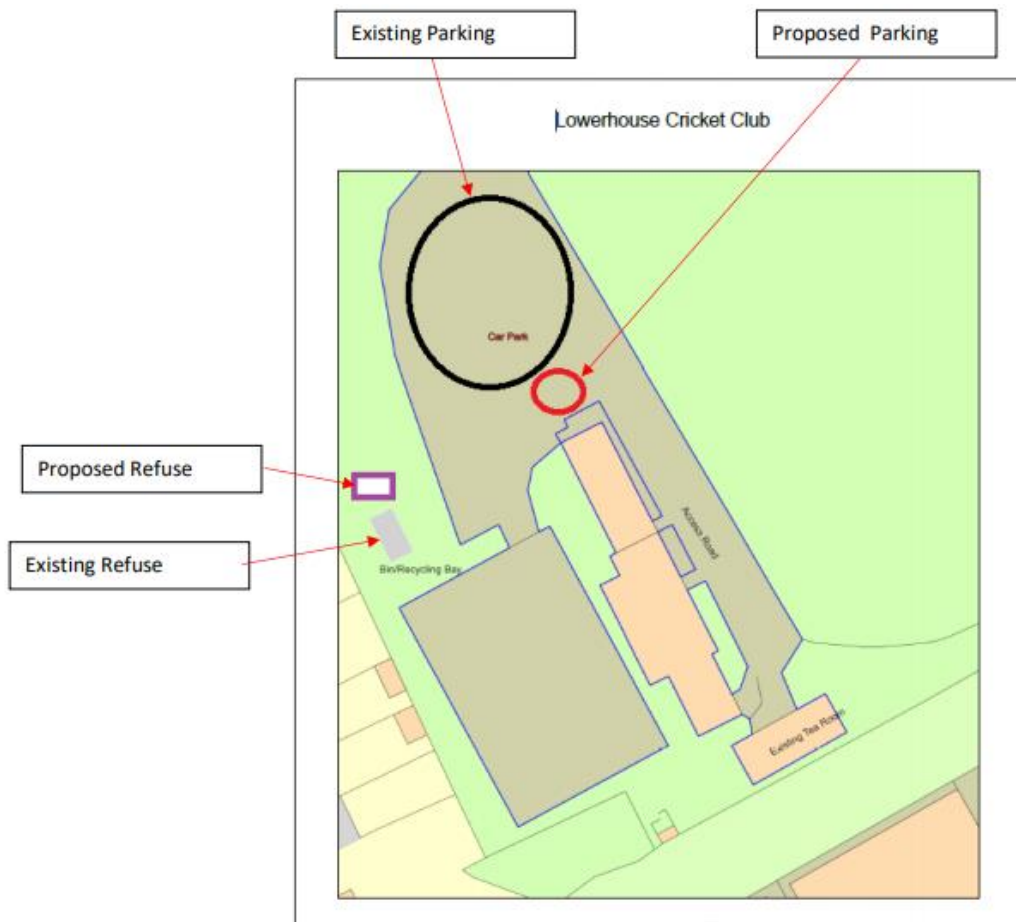 Existing Parking
Proposed Parking
Lowerhouse Cricket Club
Car Park
Proposed Refuse
Existing Refuse
Bin/Recycling Bay
Access Road
Existing Tea Room